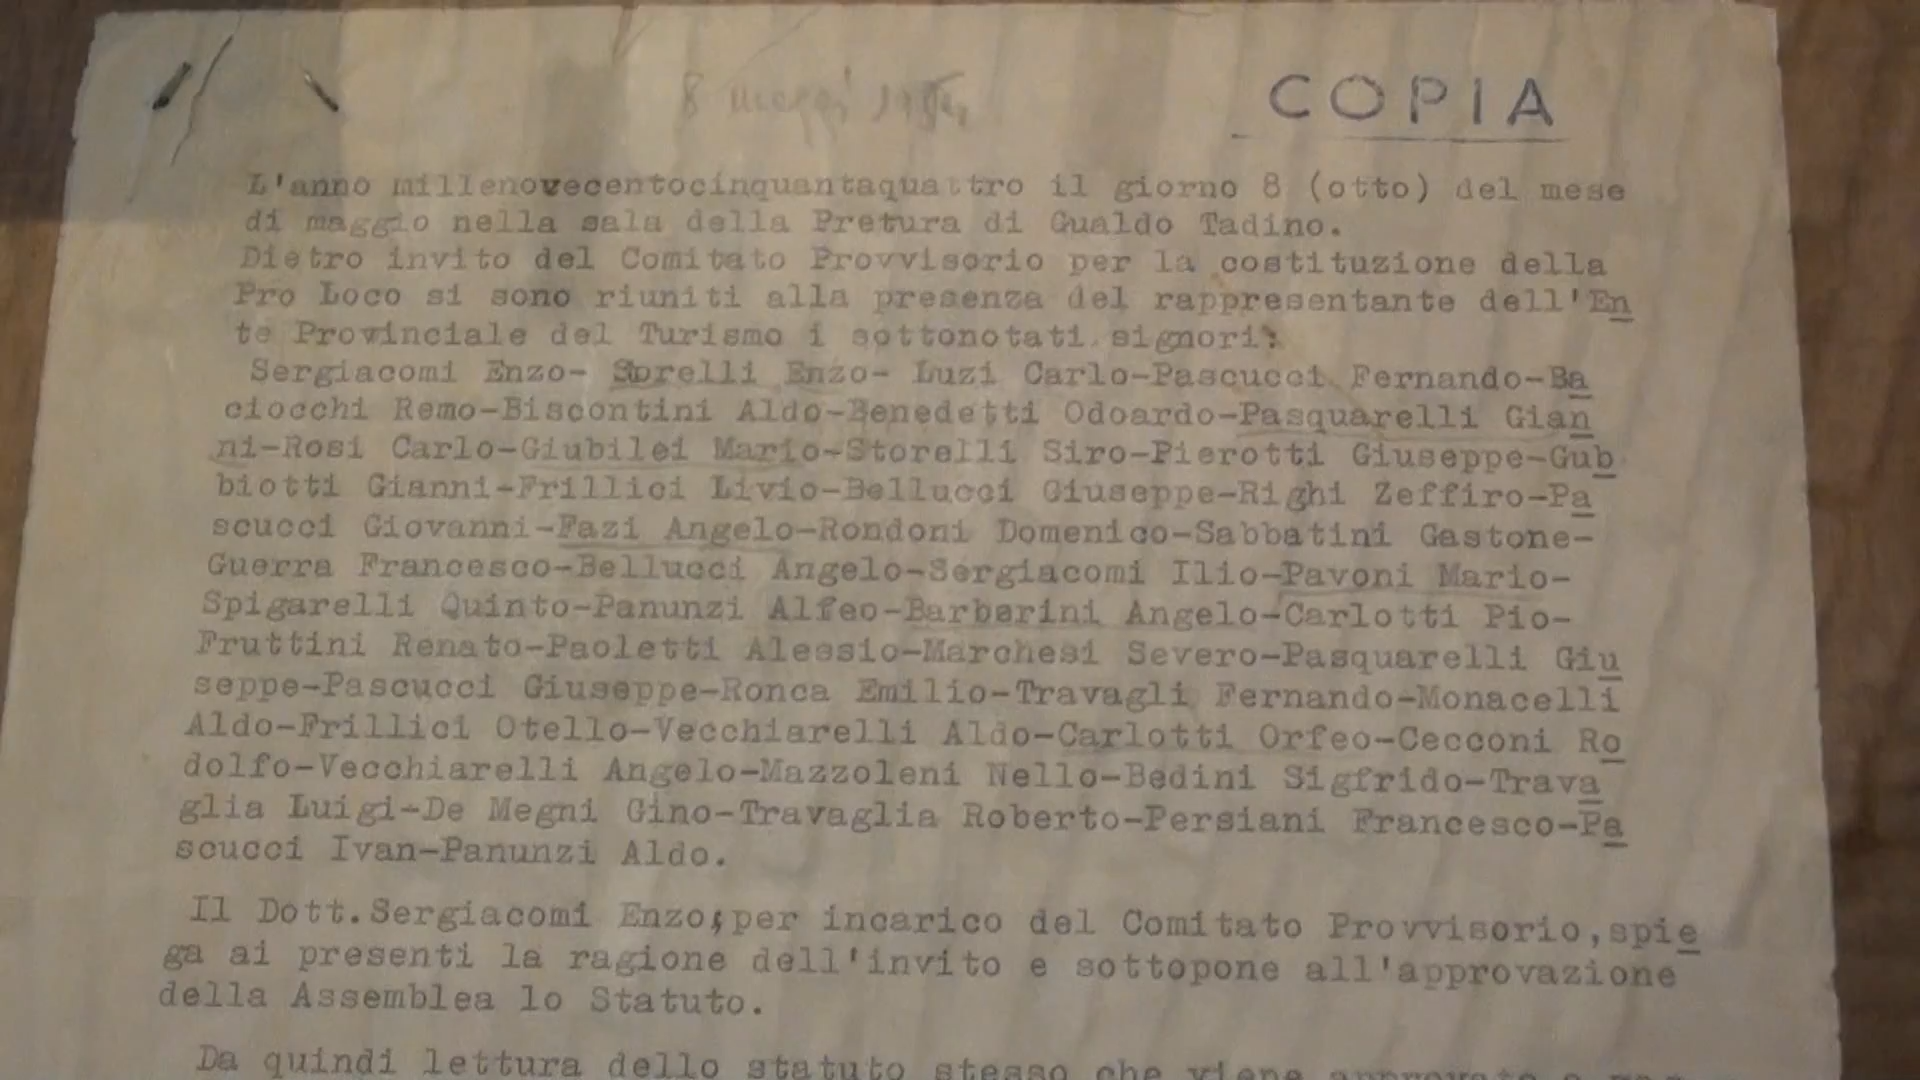 COPIA
8
L'anno millenovecentocinquantaquattro il giorno 8 (otto) del mese
di maggio nella sala della Pretura di Gualdo Tadino.
Dietro invito del Comitato Provvisorio per la costituzione della
Pro Loco si sono riuniti alla presenza del rappresentante dell'En
te Provinciale del Turismo i sottonotati signori:
Sergiacomi Enzo- Sorelli Enzo- Luzi Carlo-Pascucci Fernando-Ba
ciocchi Remo-Biscontini Aldo-Benedetti Odoardo-Pasquarelli Gian
ni-Rosi Carlo-Giubilei Mario-Storelli Siro-Pierotti Giuseppe-Gub
biotti Gianni-Frillici Livio-Bellucci Giuseppe-Righi Zeffiro-Pa
scucci Giovanni-Fazi Angelo-Rondoni Domenico-Sabbatini Gastone-
Guerra Francesco-Bellucci Angelo-Sergiacomi Ilio-Pavoni Mario-
Spigarelli Quinto-Panunzi Alfeo-Barberini Angelo-Carlotti Pio-
Fruttini Renato-Paoletti Alessio-Marchesi Severo-Pasquarelli Giu
seppe-Pascucci Giuseppe-Ronca Emilio-Travagli Fernando-Monacelli
Aldo-Frillici Otello-Vecchiarelli Aldo-Carlotti Orfeo-Cecconi Ro
dolfo-Vecchiarelli Angelo-Mazzoleni Nello-Bedini Sigfrido-Trava
glia Luigi-De Megni Gino-Travaglia Roberto-Persiani Francesco-Pa
scucci Ivan-Panunzi Aldo.
Il Dott.Sergiacomi Enzo,per incarico del Comitato Provvisorio,spie
ga ai presenti la ragione dell'invito e sottopone all'approvazione
della Assemblea lo Statuto.
Da quindi lettura dello statuto stesso che viene